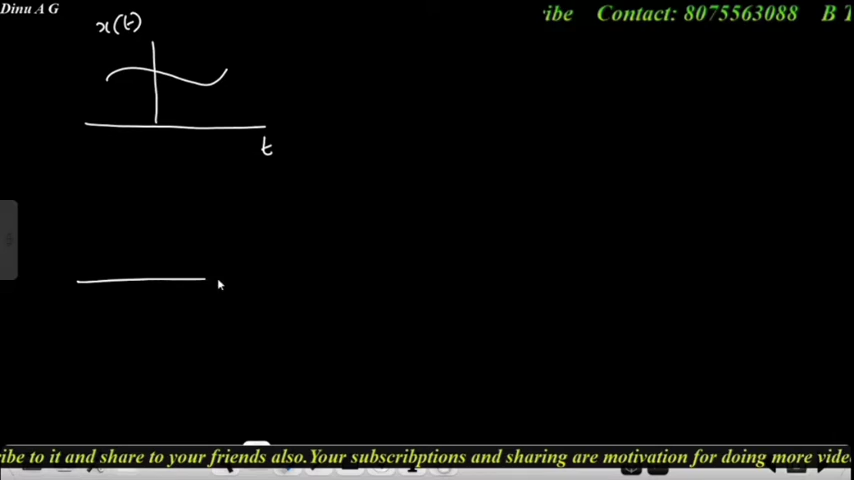 Dinu A G
ibe Contact: 8075563088 B T
x(t)
t
ribe to it and share to your friends also.Your subscribptions and sharing are motivation for doing more vide